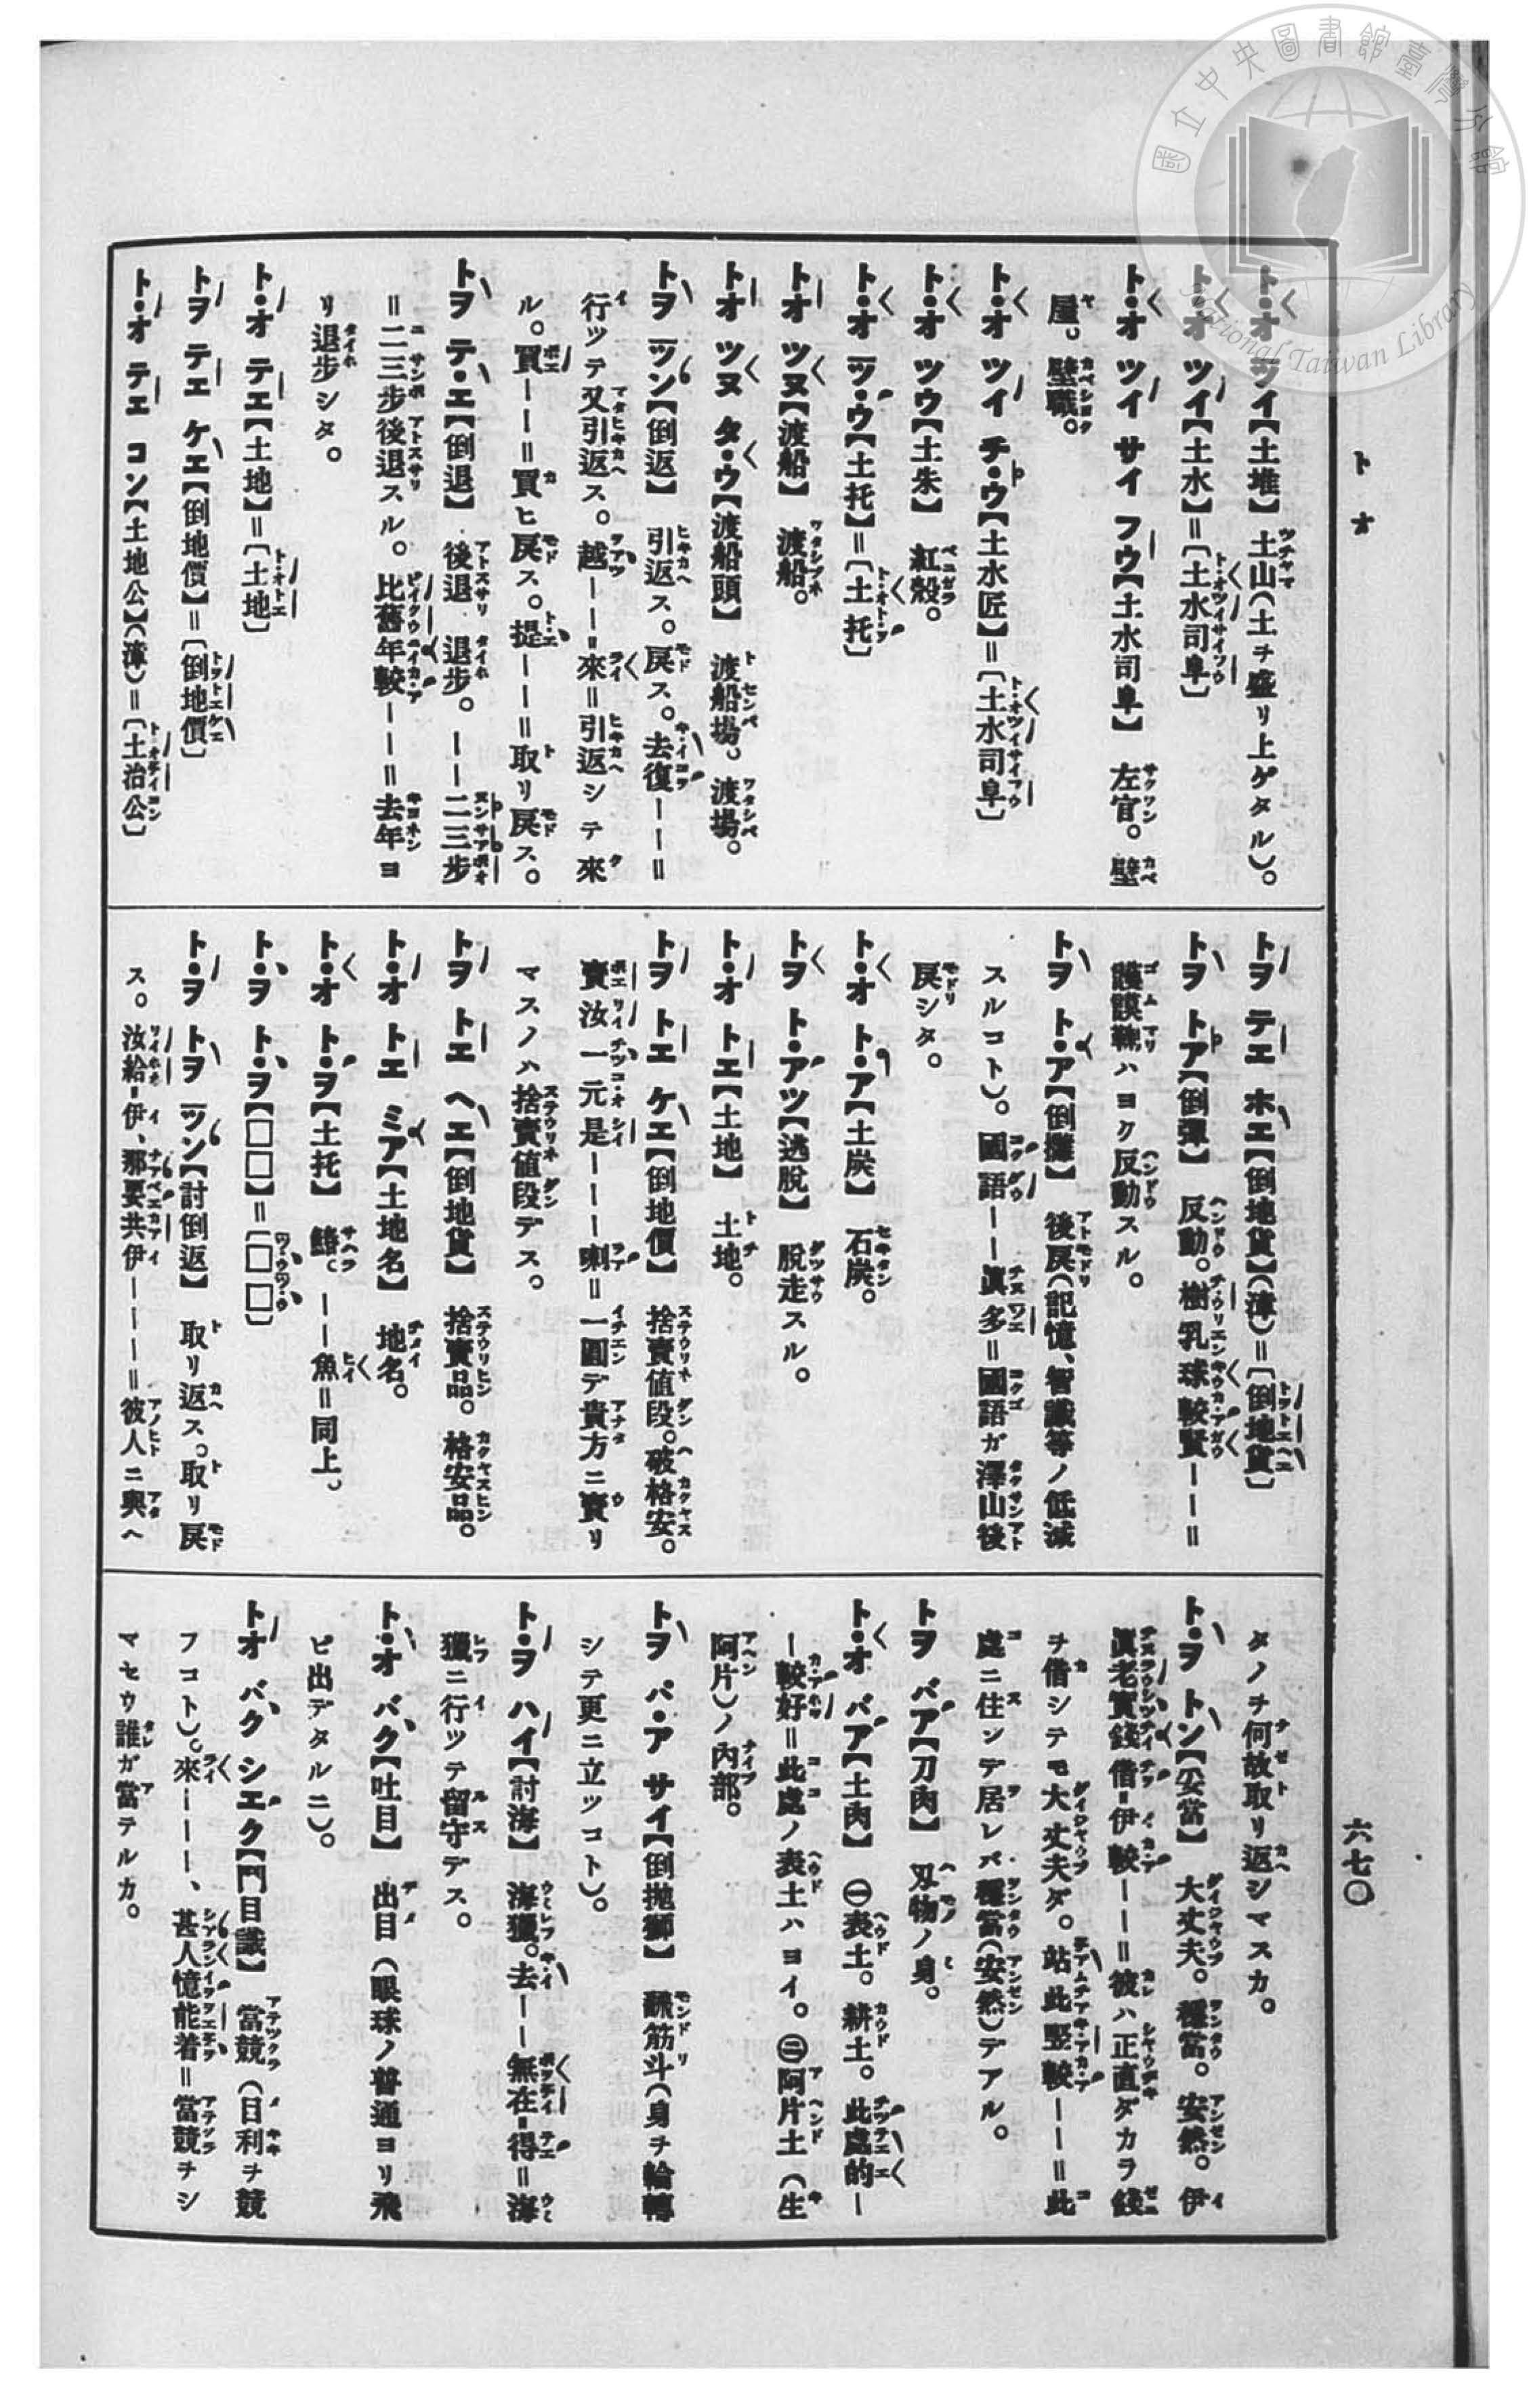 ト オ
六七〇
ト・オ ツイ【土堆】 土山(土ヲ盛リ上ゲタル)。
ト・オ ツイ【土水】=〔土水司阜〕
ト・オ ツイ サイ フウ【土水司阜】 左官。壁
屋。壁職。
ト・オ ツイ チ・ウ【土水匠】=〔土水司阜〕
ト・オ ツウ【土朱】 紅殼。
ト・オ ツ・ウ【土托】=〔土托〕
トオ ツヌ【渡船】 渡船。
トオ ツヌ タ・ウ【渡船頭】 渡船場。渡場。
トヲ ツン【倒返】 引返ス。戻ス。去復——=
行ツテ又引返ス。越——來=引返シテ來
ル。買——=買ヒ戻ス。提——=取リ戻ス。
トヲ テ・エ【倒退】 後退 退步。——二三步
=二三步後退スル。比舊年較——=去年ヨ
リ退步シタ。
ト・オ テエ【土地】=〔土地〕
トヲ テエ ケエ【倒地價】=〔倒地價〕
ト・オ テエ コン【土地公】(漳)=〔土治公〕
トヲ テエ ホエ【倒地貨】(漳)=〔倒地貨〕
ト・ヲ ト・ア【倒彈】 反動。樹乳球較賢——=
護謨鞠ハヨク反動スル。
トヲ ト・ア【倒攤】 後戻(記憶、智識等ノ低減
スルコト)。國語——眞多=國語ガ澤山後
戻シタ。
ト・オ ト・ア【土炭】 石炭。
ト・ヲ ト・アツ【逃脫】 脫走スル。
ト・オ トエ【土地】 土地。
トヲ トエ ケエ【倒地價】 捨賣値段。破格安。
賣汝一元是———喇=一圓デ貴方ニ賣リ
マスノハ捨賣値段デス。
トヲ トエ ヘエ【倒地貨】 捨賣品。格安品。
ト・オ トエ ミア【土地名】 地名。
ト・オ ト・ヲ【土托】 鰆。——魚=同上。
ト・ヲ ト・ヲ【□□】=〔□□〕
ト・ヲ トヲ ツン【討倒返】 取リ返ス。取リ戻
ス。汝給伊、那要共伊———=彼人ニ與ヘ
タノヲ何故取リ返シマスカ。
ト・ヲ トン【安當】 大丈夫。穩當。安然。伊
眞老實錢借伊較——=彼ハ正直ダカラ錢
ヲ借シテモ大丈夫ダ。站此竪較——=此
處ニ住ンデ居レバ穩當(安然)デアル。
トヲ バア【刀肉】 刄物ノ身。
ト・オ バア【土肉】 ㊀表土。耕土。此處的—
—較好=此處ノ表土ハヨイ。㊁阿片土(生
阿片)ノ內部。
トヲ パ・ア サイ【倒拋獅】 飜筋斗(身ヲ輪轉
シテ更ニ立ツコト)。
ト・ヲ ハイ【討海】 海獵。去——無在得=海
獵ニ行ツテ留守デス。
ト・オ バク【吐目】 出目(眼球ノ普通ヨリ飛
ビ出デタルニ)。
トオ バク シエク【鬥目識】 當競(目利ヲ競
フコト)。來———、甚人憶能着=當競ヲシ
マセウ誰ガ當テルカ。
國立中央圖書館臺灣分館
National Taiwan Library